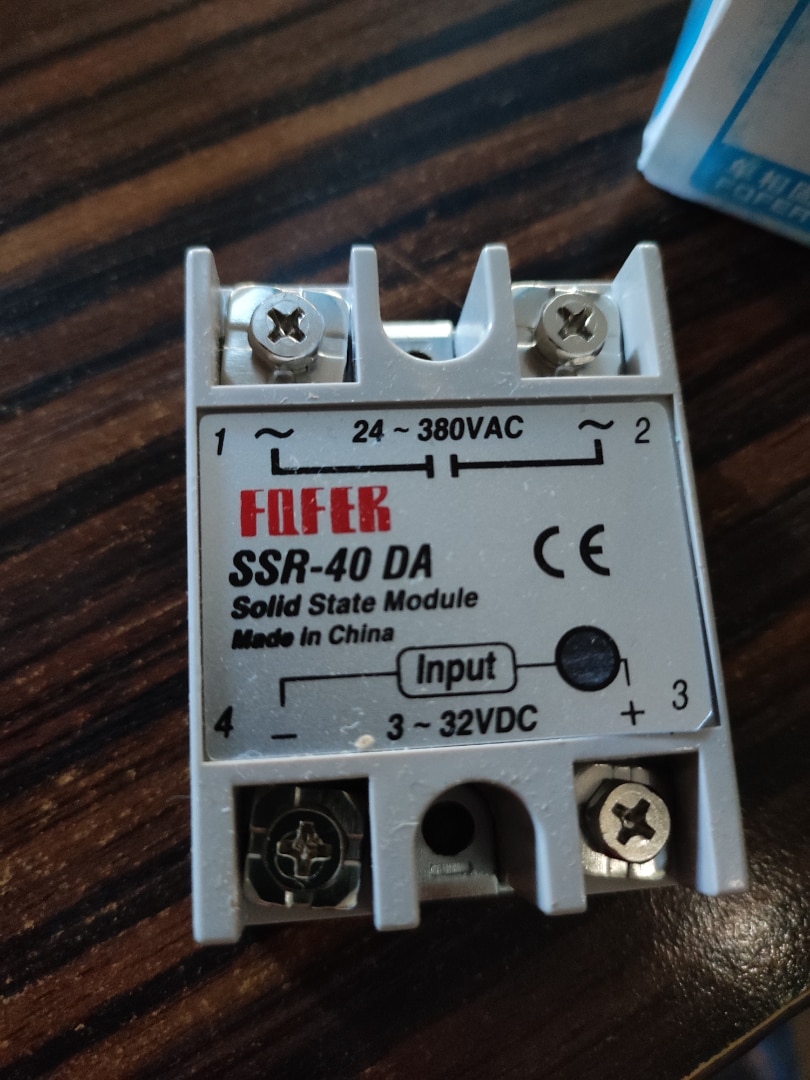 FOFER
1 ~ 24 ~ 380VAC ~ 2
FQFER
CE
SSR-40 DA
Solid State Module
Made in China
Input
4 - 3 ~ 32VDC + 3